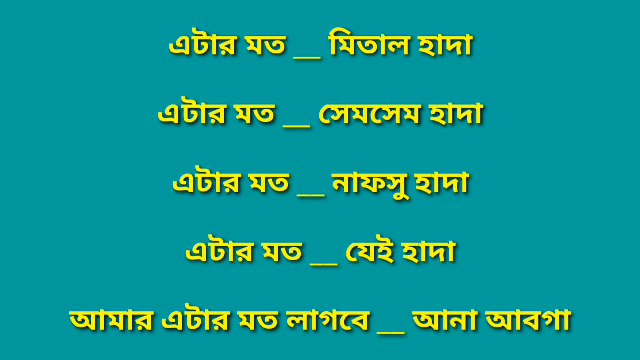 এটার মত __ মিতাল হাদা
এটার মত __ সেমসেম হাদা
এটার মত __ নাফসু হাদা
এটার মত __ যেই হাদা
আমার এটার মত লাগবে __ আনা আবগা